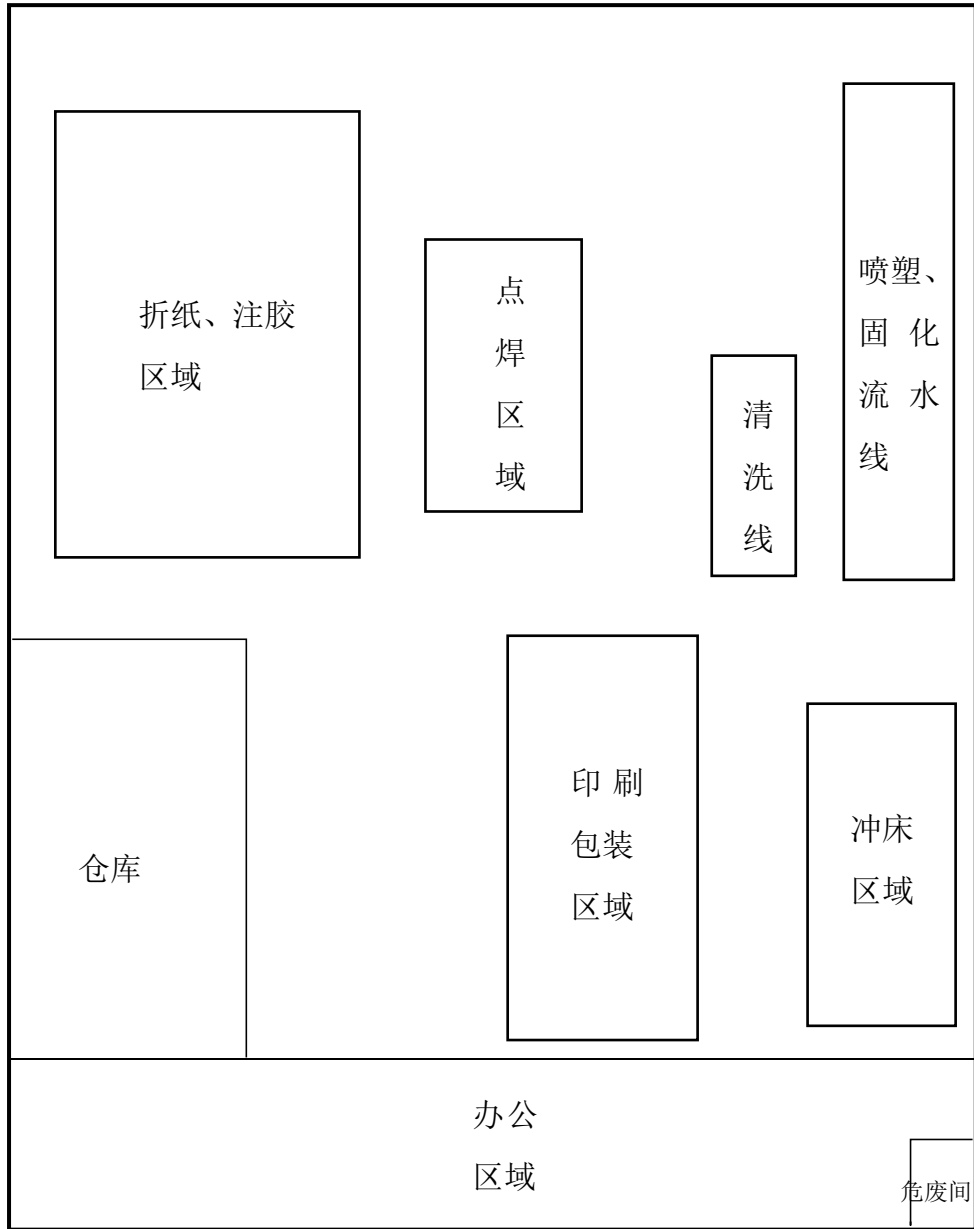 折纸、注胶
区域
点
焊
区
域
清
洗
线
喷塑、
固化
流水
线
仓库
印刷
包装
区域
冲床
区域
办公
区域
危废间